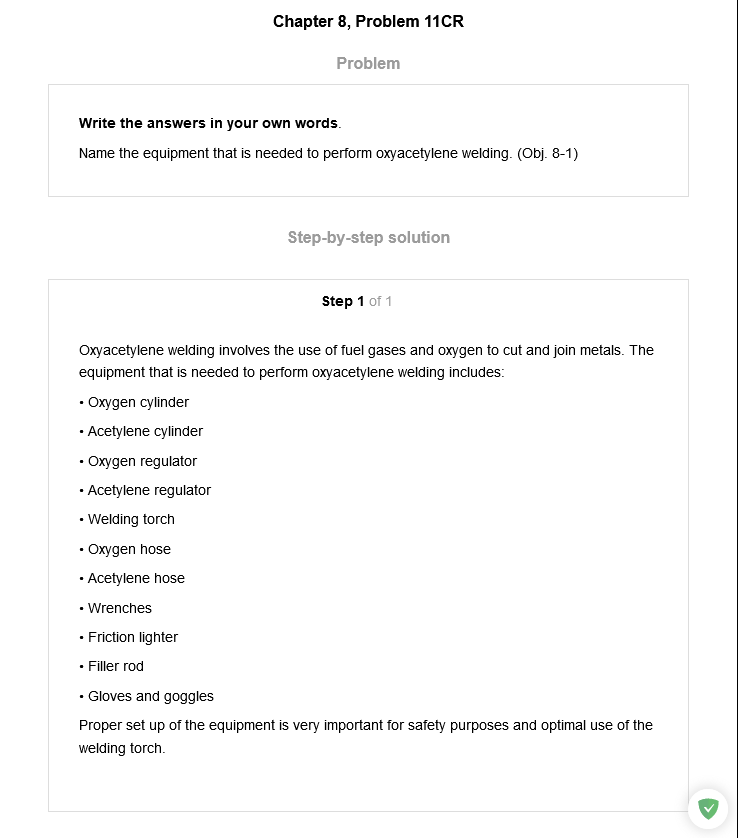 Chapter 8, Problem 11CR
Problem
Write the answers in your own words.
Name the equipment that is needed to perform oxyacetylene welding. (Obj. 8-1)
Step-by-step solution
Step 1 of 1
Oxyacetylene welding involves the use of fuel gases and oxygen to cut and join metals. The
equipment that is needed to perform oxyacetylene welding includes:
• Oxygen cylinder
• Acetylene cylinder
• Oxygen regulator
• Acetylene regulator
• Welding torch
• Oxygen hose
• Acetylene hose
• Wrenches
• Friction lighter
• Filler rod
• Gloves and goggles
Proper set up of the equipment is very important for safety purposes and optimal use of the
welding torch.